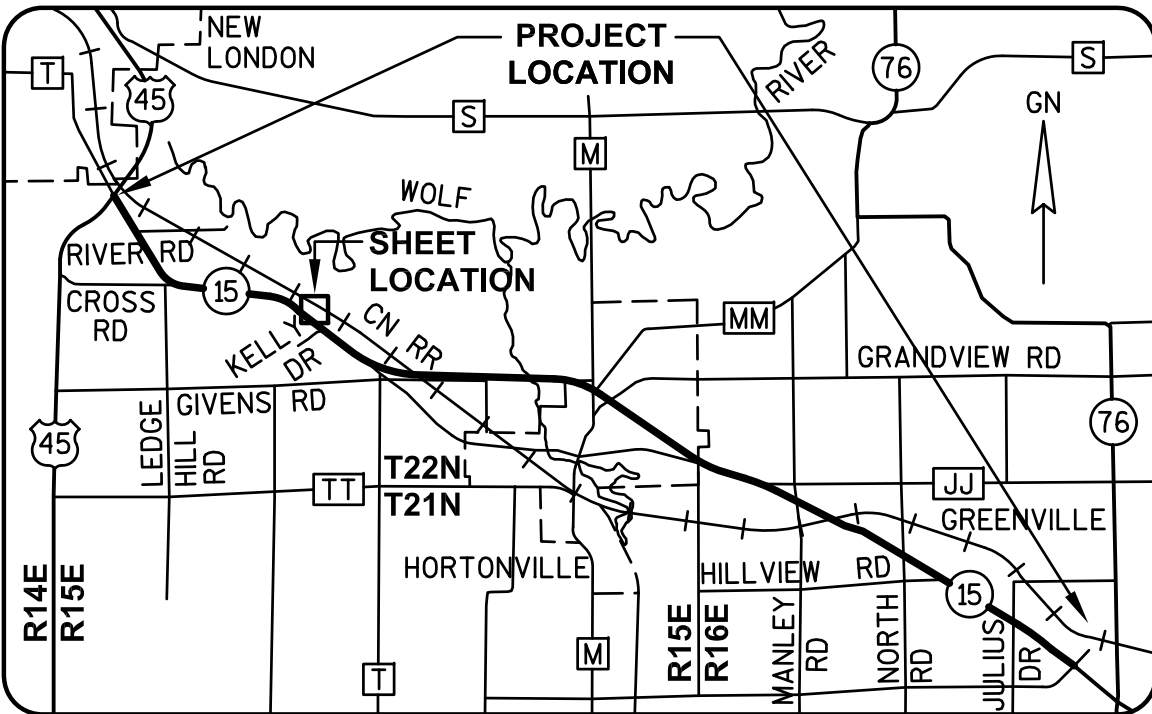 NEW
LONDON
PROJECT
LOCATION
T
45
S
M
RIVER
76
S
GN
WOLF
SHEET
LOCATION
RIVER RD
CROSS
RD
15
KELLY
DR
CN RR
MM
GRANDVIEW RD
GIVENS RD
LEDGE
HILL
RD
45
76
T22N
T21N
TT
JJ
GREENVILLE
HORTONVILLE
HILLVIEW RD
R14E
R15E
R15E
R16E
15
MANLEY
RD
NORTH
RD
JULIUS
DR
M
T